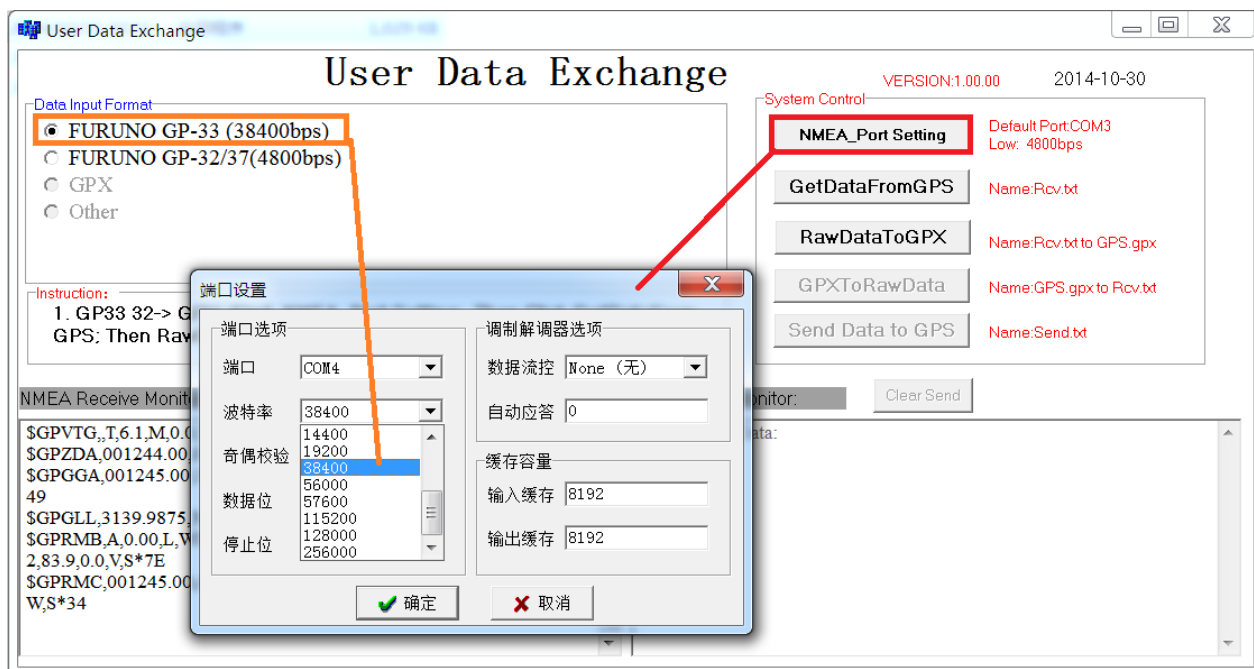 User Data Exchange
User Data Exchange
VERSION:1.00.00
2014-10-30
Data Input Format
FURUNO GP-33 (38400bps)
FURUNO GP-32/37(4800bps)
GPX
Other
System Control
NMEA_Port Setting
Default Port:COM3
Low: 4800bps
GetDataFromGPS
Name:Rcv.txt
RawDataToGPX
Name:Rcv.txt to GPS.gpx
GPXToRawData
Name:GPS.gpx to Rcv.txt
Send Data to GPS
Name:Send.txt
Instruction:
1. GP33 32-> G
GPS; Then Raw
端口设置
端口选项
端口 COM4
波特率 38400
14400
19200
38400
56000
57600
115200
128000
256000
奇偶校验
数据位
停止位
调制解调器选项
数据流控 None (无)
自动应答 0
缓存容量
输入缓存 8192
输出缓存 8192
确定
取消
NMEA Receive Monit
onitor:
Clear Send
$GPVTG,,T,6.1,M,0.0
$GPZDA,001244.00,
$GPGGA,001245.00
49
$GPGLL,3139.9875,
$GPRMB,A,0.00,L,W
2,83.9,0.0,V,S*7E
$GPRMC,001245.00
W,S*34
ata: